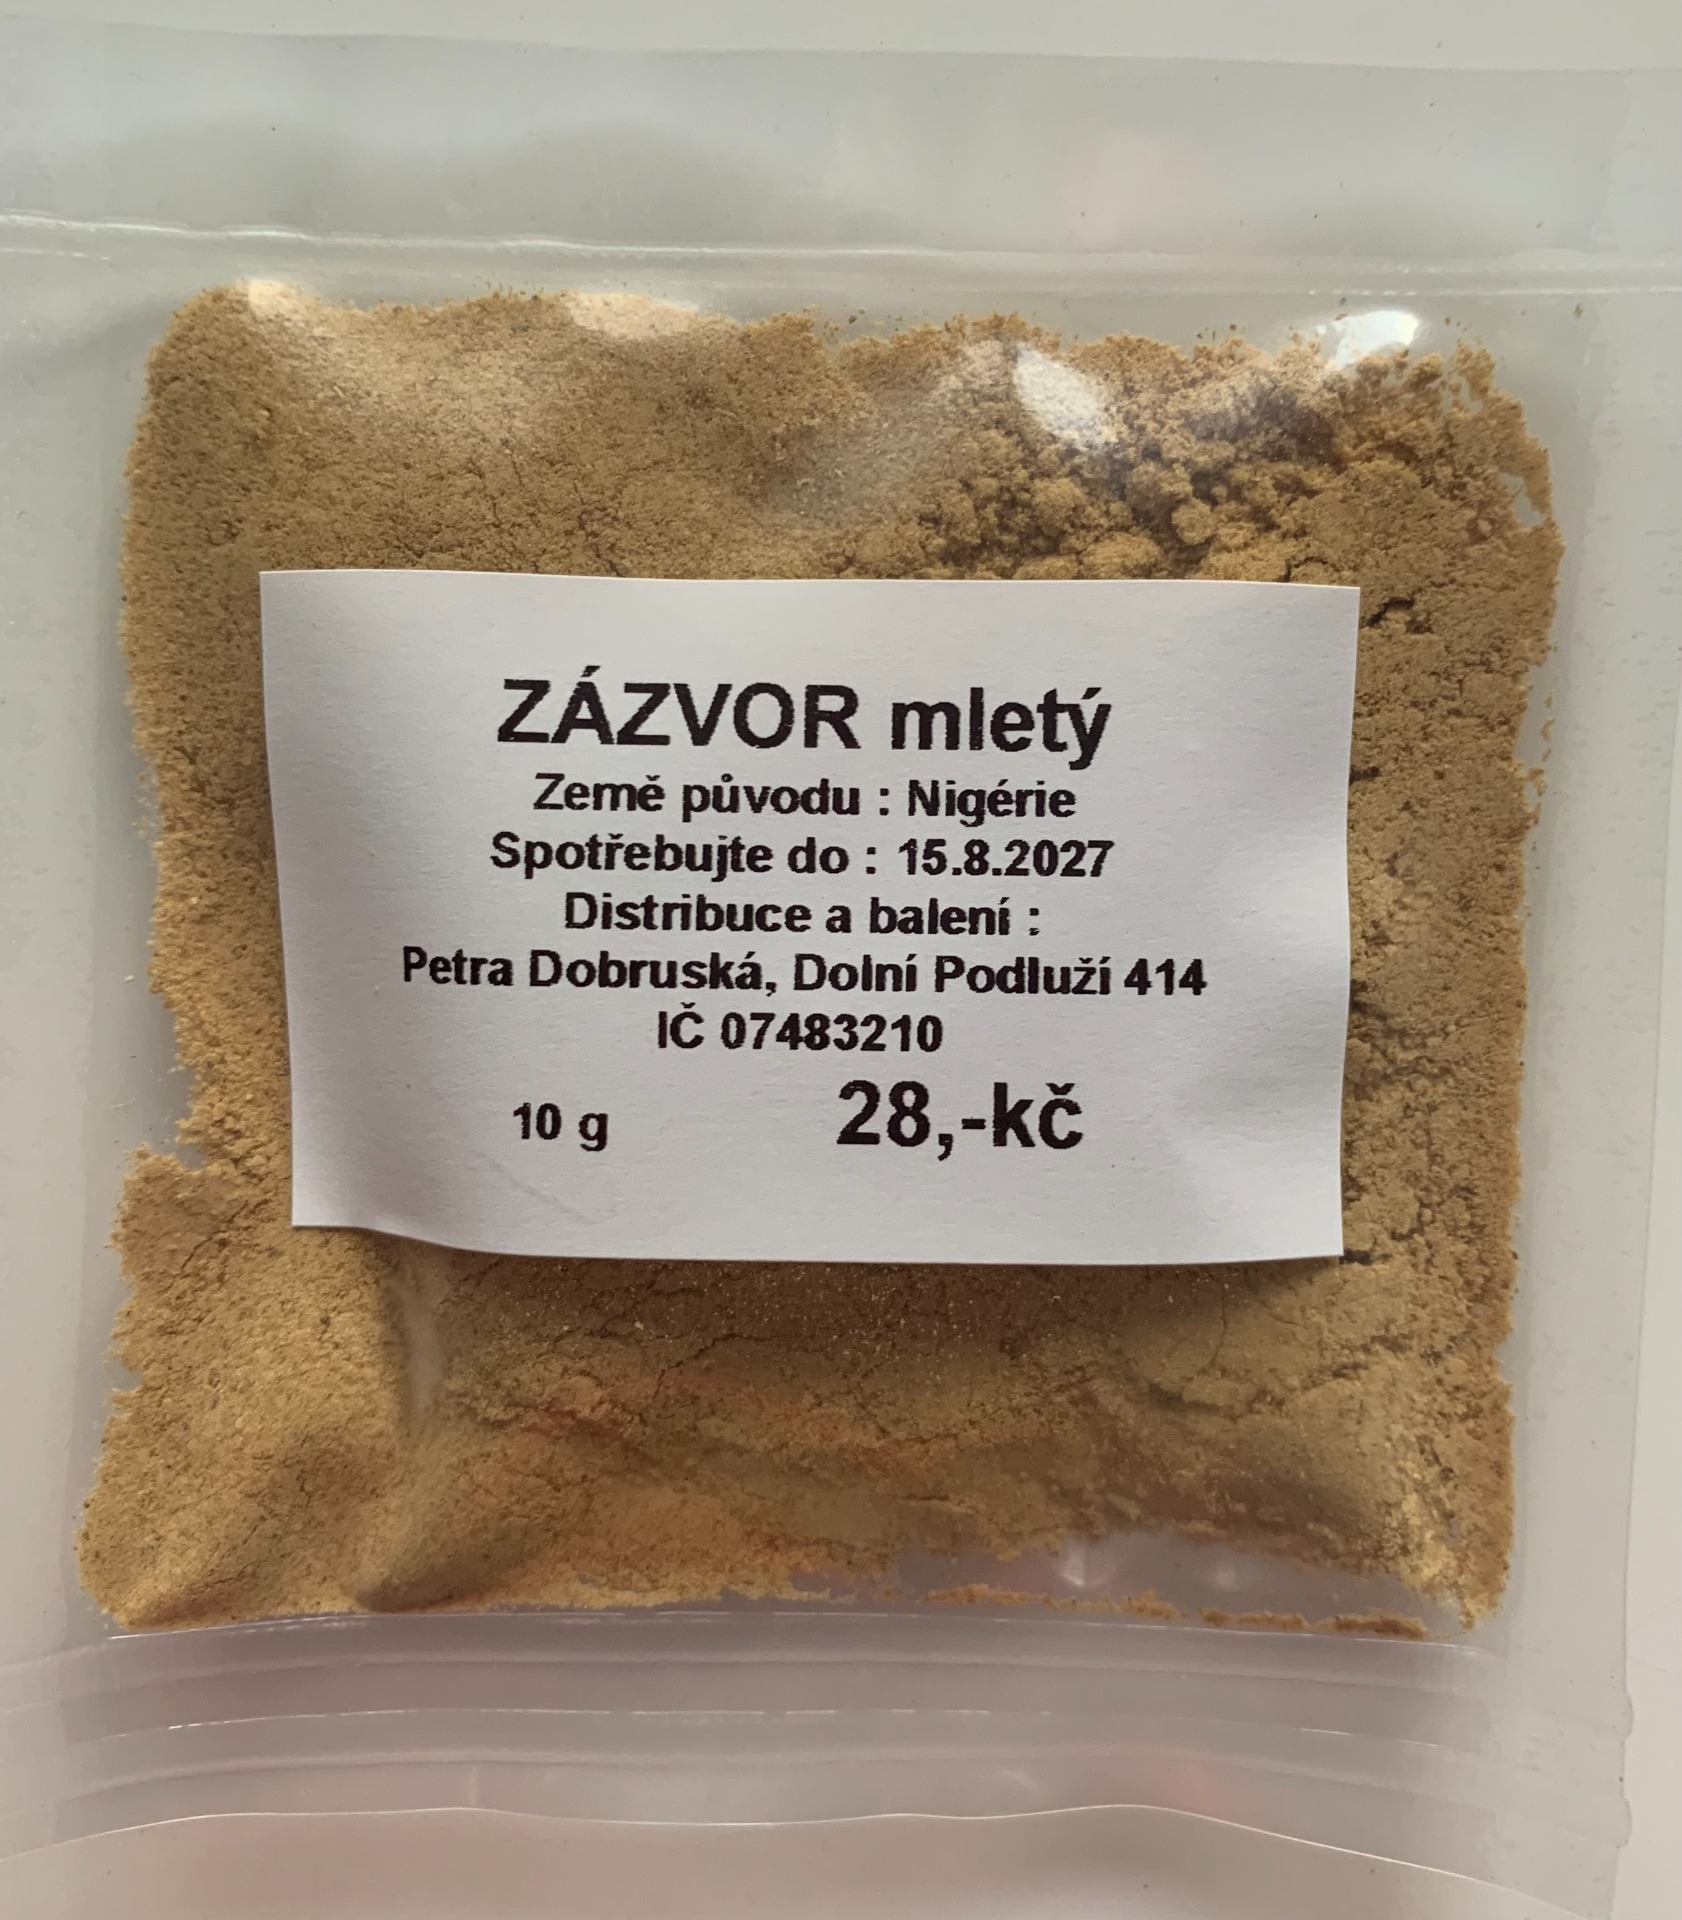 ZÁZVOR mletý
Země původu : Nigérie
Spotřebujte do : 15.8.2027
Distribuce a balení :
Petra Dobruská, Dolní Podluží 414
IČ 07483210
10 g 28,-kč